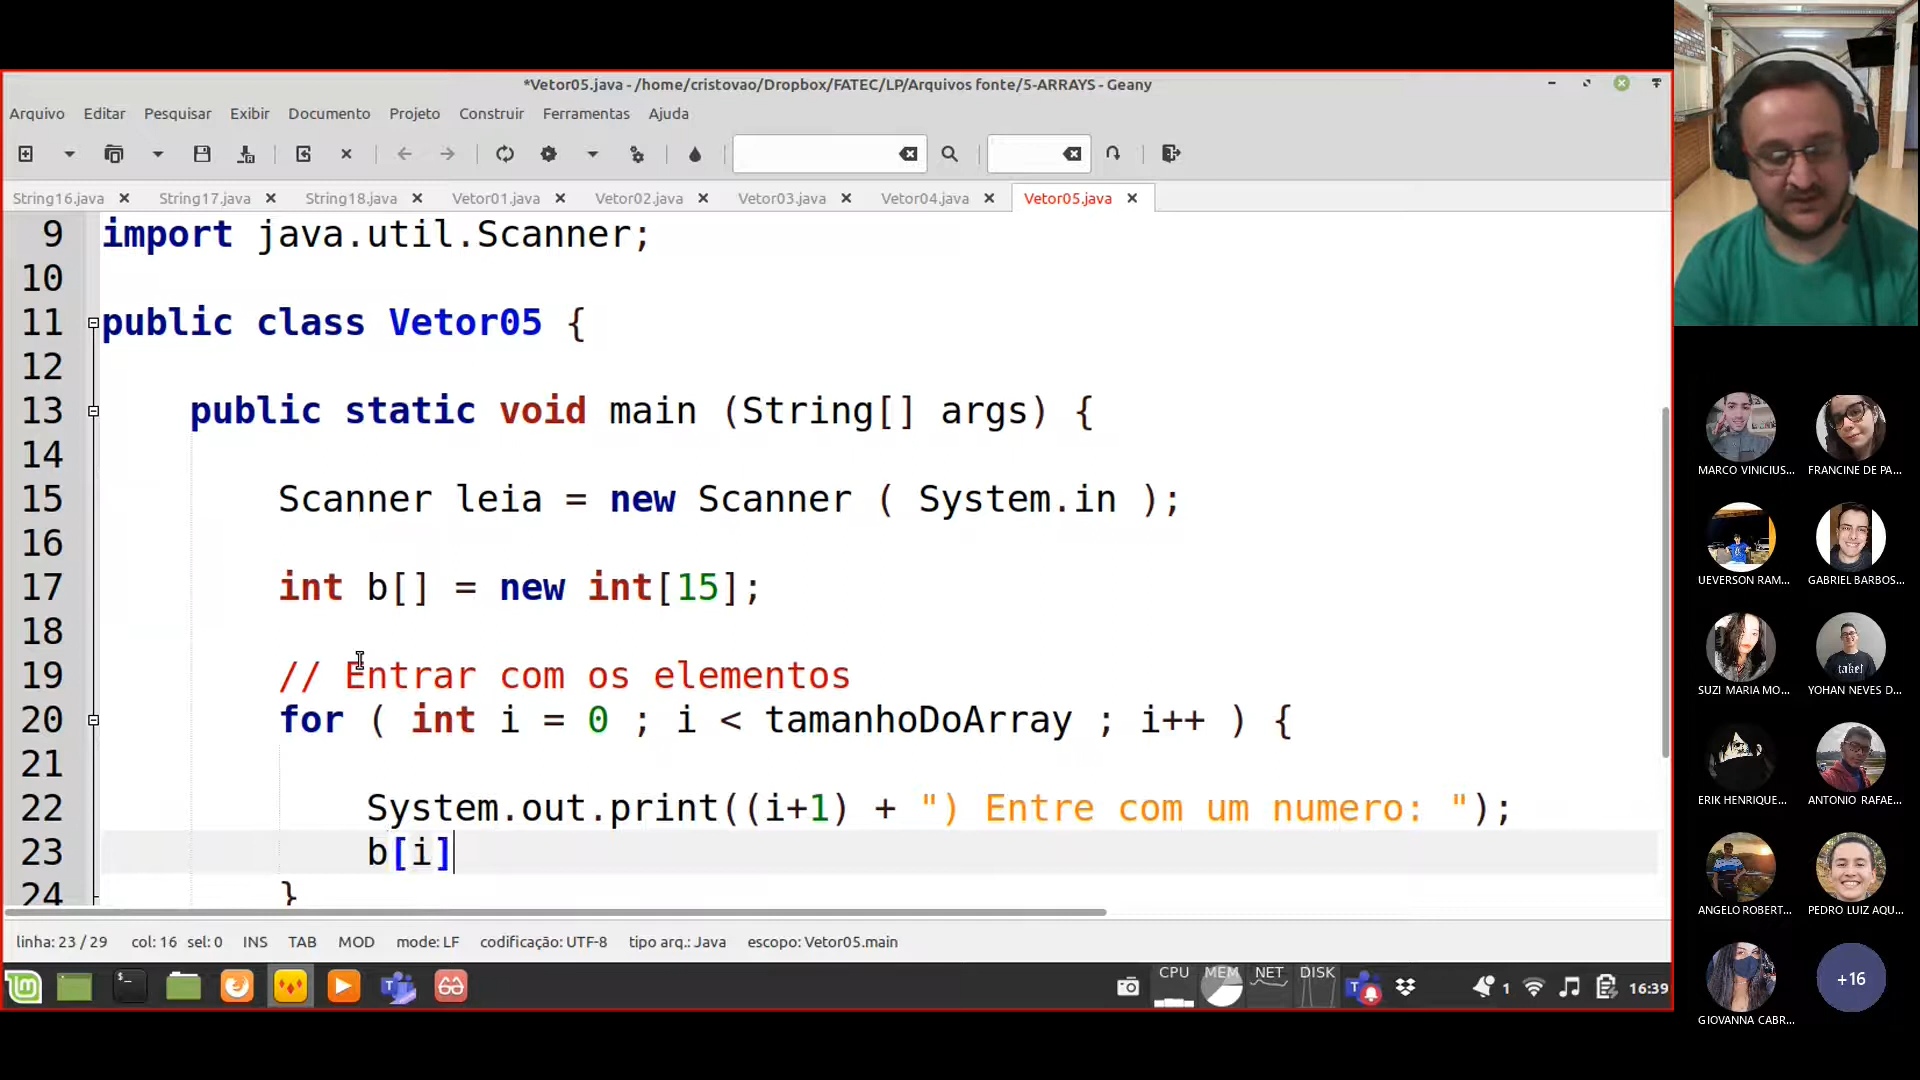 *Vetor05.java - /home/cristovao/Dropbox/FATEC/LP/Arquivos fonte/5-ARRAYS - Geany
Arquivo Editar Pesquisar Exibir Documento Projeto Construir Ferramentas Ajuda
String16.java String17.java String18.java Vetor01.java Vetor02.java Vetor03.java Vetor04.java Vetor05.java
9 import java.util.Scanner;
10
11 public class Vetor05 {
12
13 public static void main (String[] args) {
14
15 Scanner leia = new Scanner ( System.in );
16
17 int b[] = new int[15];
18
19 // Entrar com os elementos
20 for ( int i = 0 ; i < tamanhoDoArray ; i++ ) {
21
22 System.out.print((i+1) + ") Entre com um numero: ");
23 b[i]
24 }
linha: 23 / 29 col: 16 sel: 0 INS TAB MOD mode: LF codificação: UTF-8 tipo arq.: Java escopo: Vetor05.main
CPU MEM NET DISK 1 16:39
MARCO VINICIUS... FRANCINE DE PA...
UEVERSON RAM... GABRIEL BARBOS...
takel
SUZI MARIA MO... YOHAN NEVES D...
ERIK HENRIQUE... ANTONIO RAFAE...
ANGELO ROBERT... PEDRO LUIZ AQU...
+16
GIOVANNA CABR...